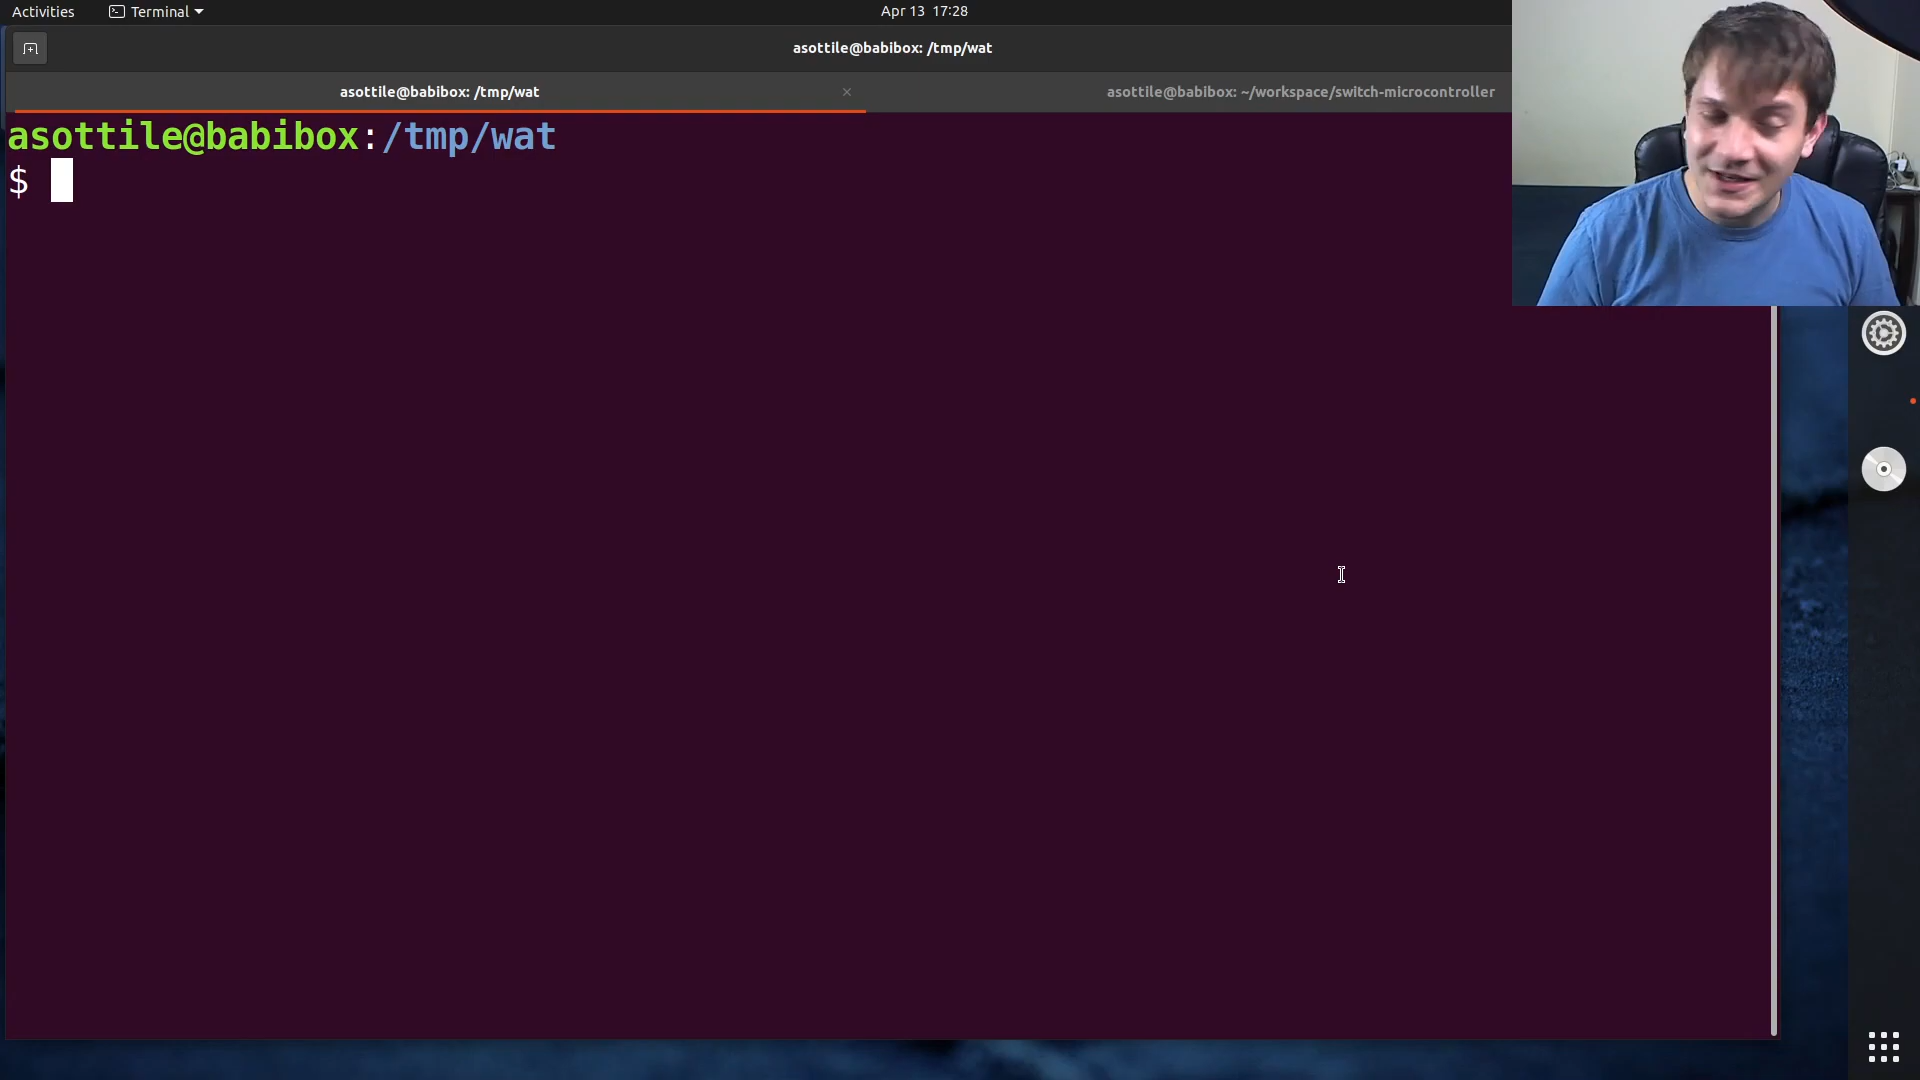 Activities
Terminal
Apr 13 17:28
asottile@babibox: /tmp/wat
asottile@babibox: /tmp/wat
asottile@babibox: ~/workspace/switch-microcontroller
asottile@babibox:/tmp/wat
$